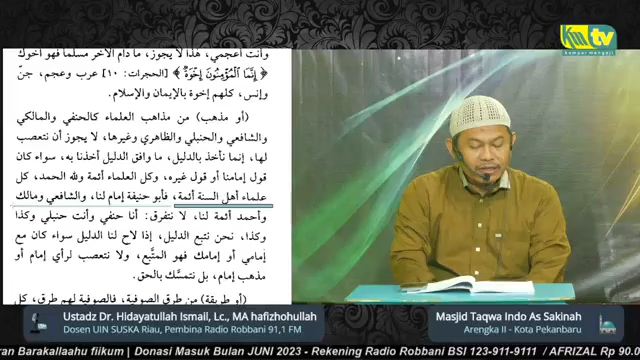 وأنت أعجمي، هذا لا يجوز، ما دام الآخر مسلما فهو أخوك
﴿ إِنَّمَا الْمُؤْمِنُونَ إِخْوَةٌ ﴾ [الحجرات: ١٠] عرب وعجم، جنّ
وإنس، كلهم إخوة بالإيمان والإسلام.
(أو مذهب) من مذاهب العلماء كالحنفي والمالكي
والشافعي والحنبلي والظاهري وغيرها، لا يجوز أن نتعصب
لها، إنما نأخذ بالدليل، ما وافق الدليل أخذنا به، سواء كان
قول إمامنا أو قول غيره، وكل العلماء أئمة ولله الحمد، كل
علماء أهل السنة أئمة، فأبو حنيفة إمام لنا، والشافعي ومالك
وأحمد أئمة لنا، لا نتفرق: أنا حنفي وأنت حنبلي وكذا
وكذا، نحن نتبع الدليل، إذا لاح لنا الدليل سواء كان مع
إمامي أو إمامك فهو المتَّبع، ولا نتعصب لرأي إمام أو
مذهب إمام، بل نتمسك بالحق.
(أو طريقة) من طرق الصوفية، فالصوفية لهم طرق، كل
KM tv
kampar mengaji
Ustadz Dr. Hidayatullah Ismail, Lc., MA hafizhohullah
Dosen UIN SUSKA Riau, Pembina Radio Robbani 91,1 FM
Masjid Taqwa Indo As Sakinah
Arengka II - Kota Pekanbaru
ran Barakallaahu fiikum | Donasi Masuk Bulan JUNI 2023 - Rekening Radio Robbani BSI 123-911-9111 / AFRIZAL Rp 90.0